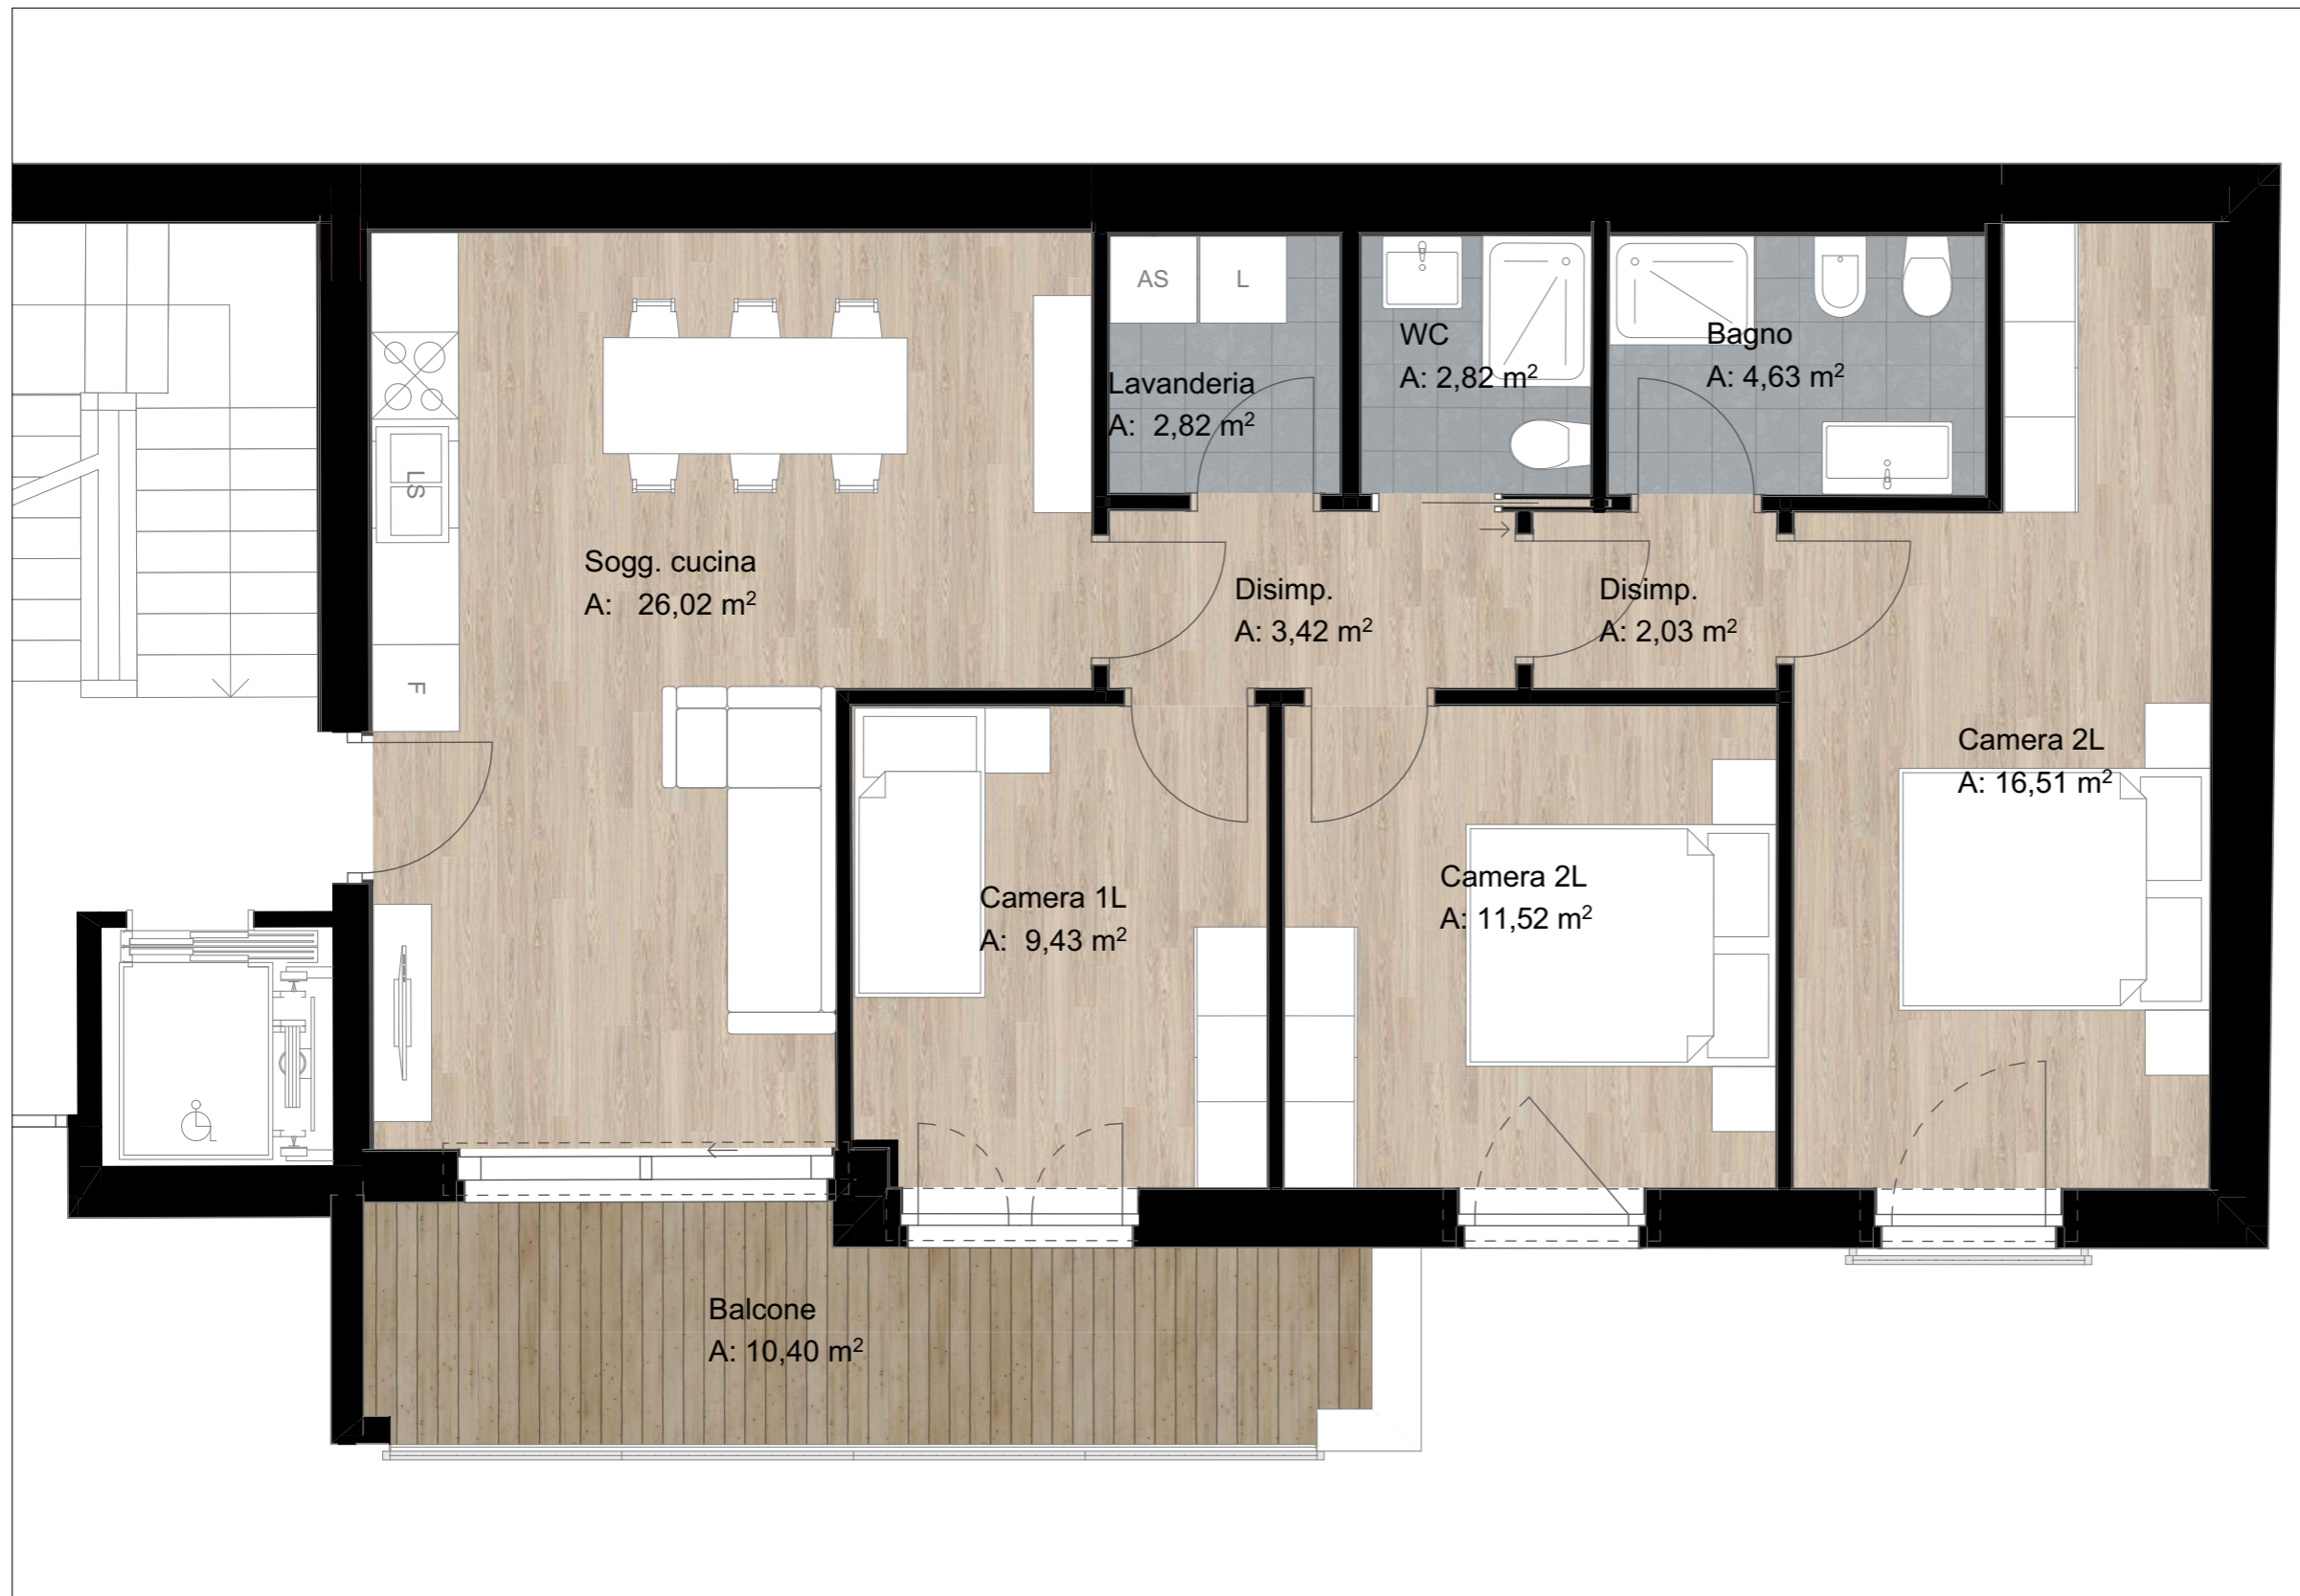 AS
L
WC
A: 2,82 m²
Bagno
A: 4,63 m²
Lavanderia
A: 2,82 m²
LS
Sogg. cucina
A: 26,02 m²
Disimp.
A: 3,42 m²
Disimp.
A: 2,03 m²
F
Camera 2L
A: 16,51 m²
Camera 1L
A: 9,43 m²
Camera 2L
A: 11,52 m²
Balcone
A: 10,40 m²